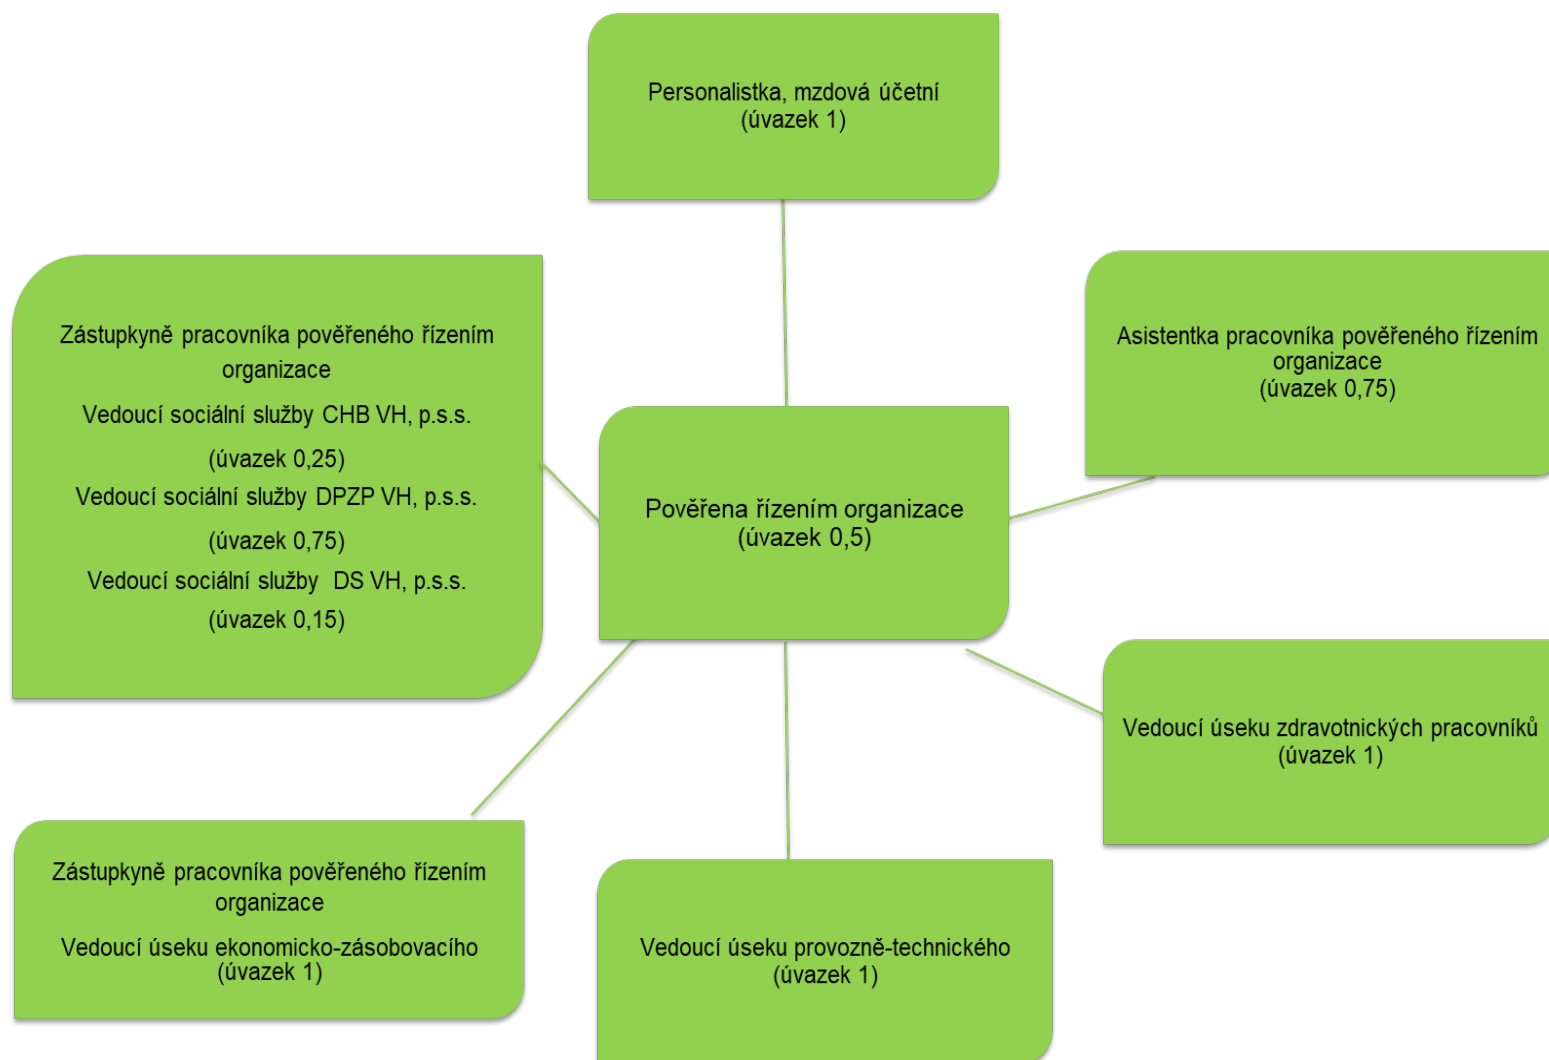 Personalistka, mzdová účetní
(úvazek 1)
Zástupkyně pracovníka pověřeného řízením
organizace
Vedoucí sociální služby CHB VH, p.s.s.
(úvazek 0,25)
Vedoucí sociální služby DPZP VH, p.s.s.
(úvazek 0,75)
Vedoucí sociální služby DS VH, p.s.s.
(úvazek 0,15)
Asistentka pracovníka pověřeného řízením
organizace
(úvazek 0,75)
Pověřena řízením organizace
(úvazek 0,5)
Vedoucí úseku zdravotnických pracovníků
(úvazek 1)
Zástupkyně pracovníka pověřeného řízením
organizace
Vedoucí úseku ekonomicko-zásobovacího
(úvazek 1)
Vedoucí úseku provozně-technického
(úvazek 1)